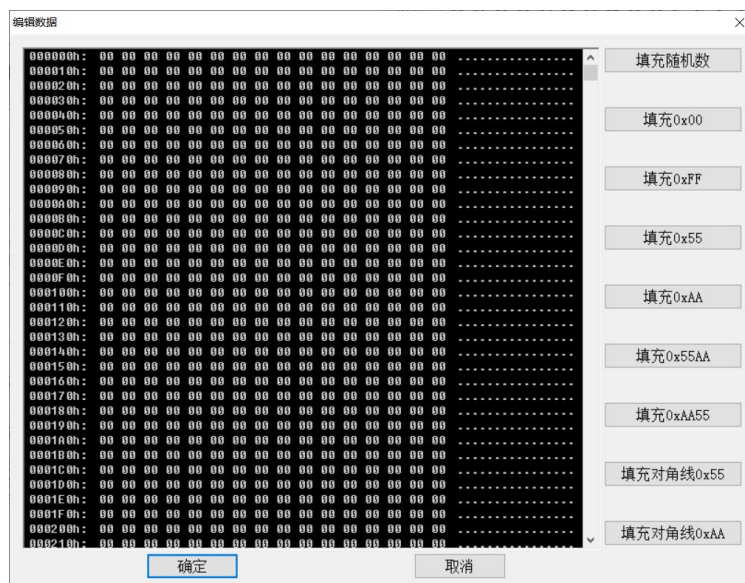 编辑数据
000000h: 00 00 00 00 00 00 00 00 00 00 00 00 00 00 00 00 ................
000010h: 00 00 00 00 00 00 00 00 00 00 00 00 00 00 00 00 ................
000020h: 00 00 00 00 00 00 00 00 00 00 00 00 00 00 00 00 ................
000030h: 00 00 00 00 00 00 00 00 00 00 00 00 00 00 00 00 ................
000040h: 00 00 00 00 00 00 00 00 00 00 00 00 00 00 00 00 ................
000050h: 00 00 00 00 00 00 00 00 00 00 00 00 00 00 00 00 ................
000060h: 00 00 00 00 00 00 00 00 00 00 00 00 00 00 00 00 ................
000070h: 00 00 00 00 00 00 00 00 00 00 00 00 00 00 00 00 ................
000080h: 00 00 00 00 00 00 00 00 00 00 00 00 00 00 00 00 ................
000090h: 00 00 00 00 00 00 00 00 00 00 00 00 00 00 00 00 ................
0000A0h: 00 00 00 00 00 00 00 00 00 00 00 00 00 00 00 00 ................
0000B0h: 00 00 00 00 00 00 00 00 00 00 00 00 00 00 00 00 ................
0000C0h: 00 00 00 00 00 00 00 00 00 00 00 00 00 00 00 00 ................
0000D0h: 00 00 00 00 00 00 00 00 00 00 00 00 00 00 00 00 ................
0000E0h: 00 00 00 00 00 00 00 00 00 00 00 00 00 00 00 00 ................
0000F0h: 00 00 00 00 00 00 00 00 00 00 00 00 00 00 00 00 ................
000100h: 00 00 00 00 00 00 00 00 00 00 00 00 00 00 00 00 ................
000110h: 00 00 00 00 00 00 00 00 00 00 00 00 00 00 00 00 ................
000120h: 00 00 00 00 00 00 00 00 00 00 00 00 00 00 00 00 ................
000130h: 00 00 00 00 00 00 00 00 00 00 00 00 00 00 00 00 ................
000140h: 00 00 00 00 00 00 00 00 00 00 00 00 00 00 00 00 ................
000150h: 00 00 00 00 00 00 00 00 00 00 00 00 00 00 00 00 ................
000160h: 00 00 00 00 00 00 00 00 00 00 00 00 00 00 00 00 ................
000170h: 00 00 00 00 00 00 00 00 00 00 00 00 00 00 00 00 ................
000180h: 00 00 00 00 00 00 00 00 00 00 00 00 00 00 00 00 ................
000190h: 00 00 00 00 00 00 00 00 00 00 00 00 00 00 00 00 ................
0001A0h: 00 00 00 00 00 00 00 00 00 00 00 00 00 00 00 00 ................
0001B0h: 00 00 00 00 00 00 00 00 00 00 00 00 00 00 00 00 ................
0001C0h: 00 00 00 00 00 00 00 00 00 00 00 00 00 00 00 00 ................
0001D0h: 00 00 00 00 00 00 00 00 00 00 00 00 00 00 00 00 ................
0001E0h: 00 00 00 00 00 00 00 00 00 00 00 00 00 00 00 00 ................
0001F0h: 00 00 00 00 00 00 00 00 00 00 00 00 00 00 00 00 ................
000200h: 00 00 00 00 00 00 00 00 00 00 00 00 00 00 00 00 ................
000210h: 00 00 00 00 00 00 00 00 00 00 00 00 00 00 00 00 ................
填充随机数
填充0x00
填充0xFF
填充0x55
填充0xAA
填充0x55AA
填充0xAA55
填充对角线0x55
填充对角线0xAA
确定
取消